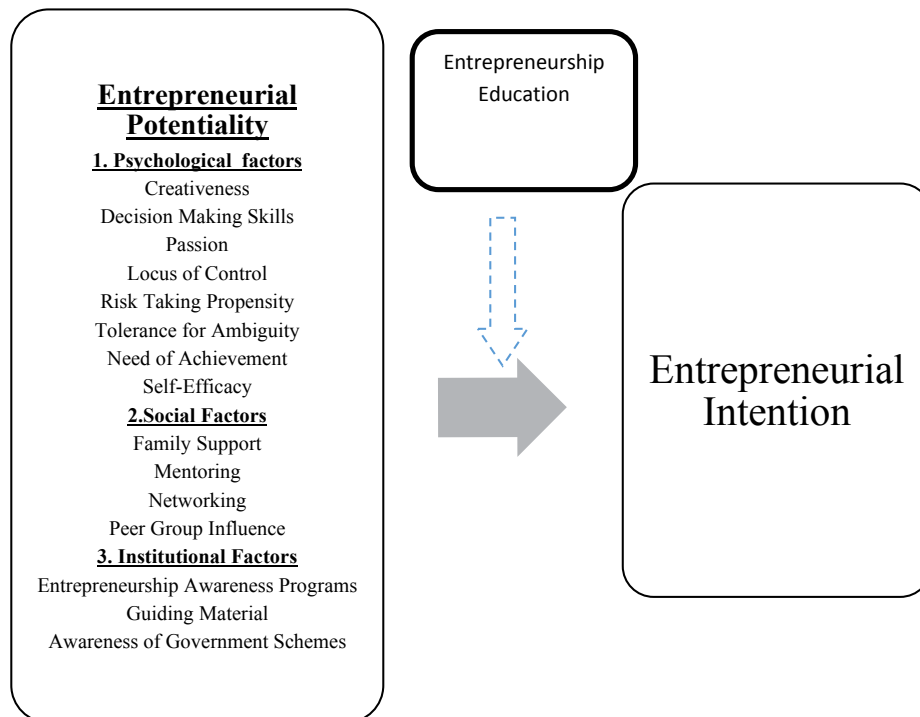 Entrepreneurial
Potentiality
1. Psychological factors
Creativeness
Decision Making Skills
Passion
Locus of Control
Risk Taking Propensity
Tolerance for Ambiguity
Need of Achievement
Self-Efficacy
2.Social Factors
Family Support
Mentoring
Networking
Peer Group Influence
3. Institutional Factors
Entrepreneurship Awareness Programs
Guiding Material
Awareness of Government Schemes
Entrepreneurship
Education
Entrepreneurial
Intention